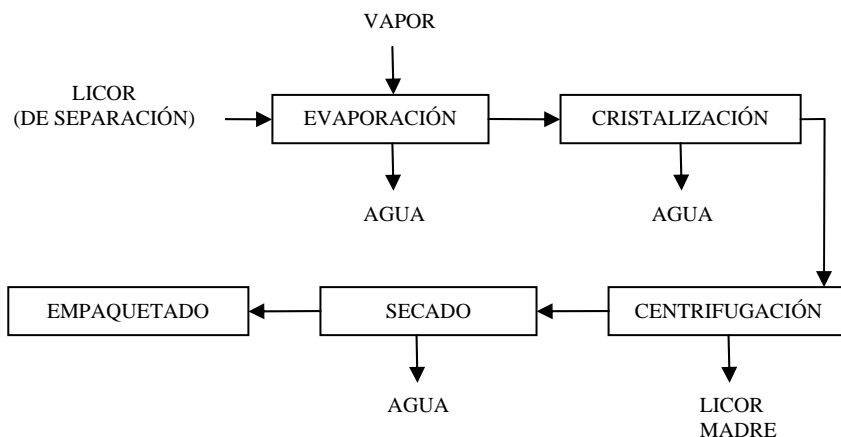 VAPOR
LICOR
(DE SEPARACIÓN)
EVAPORACIÓN
CRISTALIZACIÓN
AGUA
AGUA
EMPAQUETADO
SECADO
CENTRIFUGACIÓN
AGUA
LICOR
MADRE